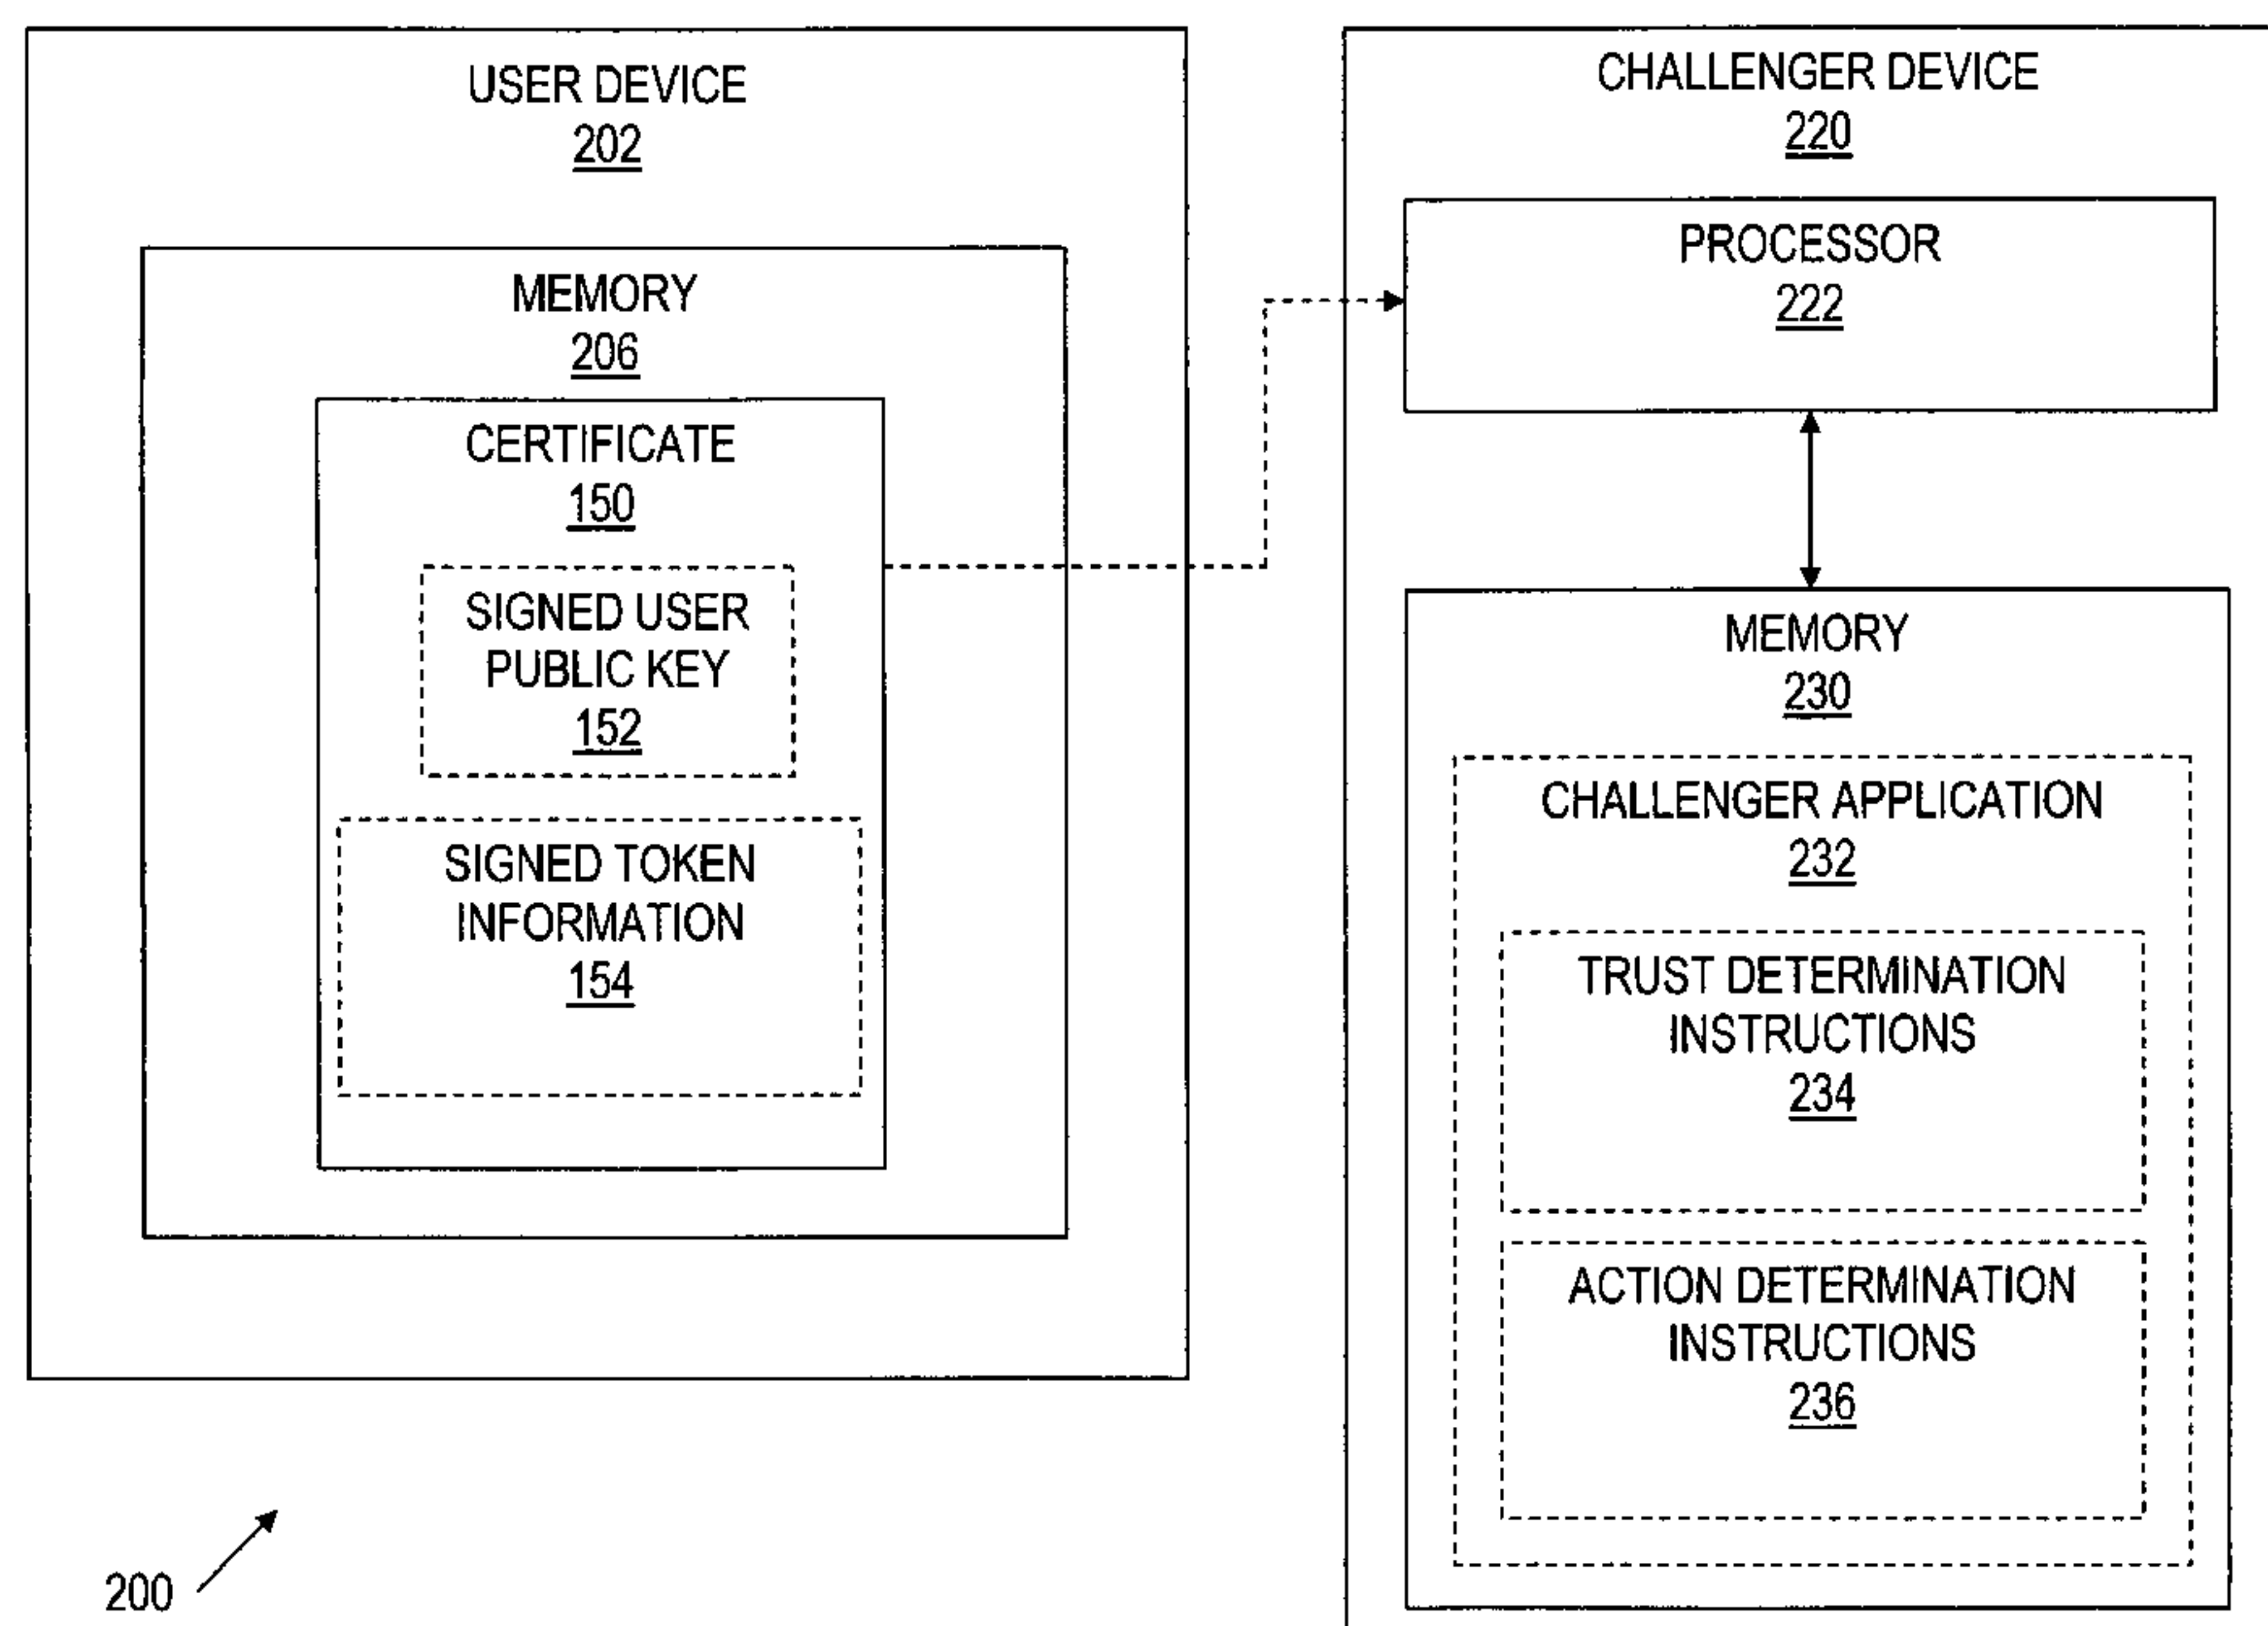 USER DEVICE
202
MEMORY
206
CERTIFICATE
150
SIGNED USER
PUBLIC KEY
152
SIGNED TOKEN
INFORMATION
154
CHALLENGER DEVICE
220
PROCESSOR
222
MEMORY
230
CHALLENGER APPLICATION
232
TRUST DETERMINATION
INSTRUCTIONS
234
ACTION DETERMINATION
INSTRUCTIONS
236
200